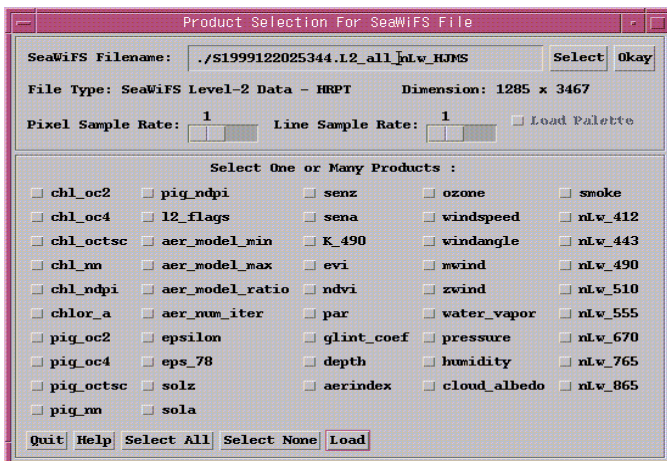 Product Selection For SeaWiFS File
SeaWiFS Filename: ./S1999122025344.L2_all_nLw_HJMS Select Okay
File Type: SeaWiFS Level-2 Data - HRPT Dimension: 1285 x 3467
Pixel Sample Rate: 1 Line Sample Rate: 1 Load Palette
Select One or Many Products :
chl_oc2 pig_ndpi senz ozone smoke
chl_oc4 l2_flags sena windspeed nLw_412
chl_octsc aer_model_min K_490 windangle nLw_443
chl_nn aer_model_max evi mwind nLw_490
chl_ndpi aer_model_ratio ndvi zwind nLw_510
chlor_a aer_num_iter par water_vapor nLw_555
pig_oc2 epsilon glint_coef pressure nLw_670
pig_oc4 eps_78 depth humidity nLw_765
pig_octsc solz aerindex cloud_albedo nLw_865
pig_nn sola
Quit Help Select All Select None Load